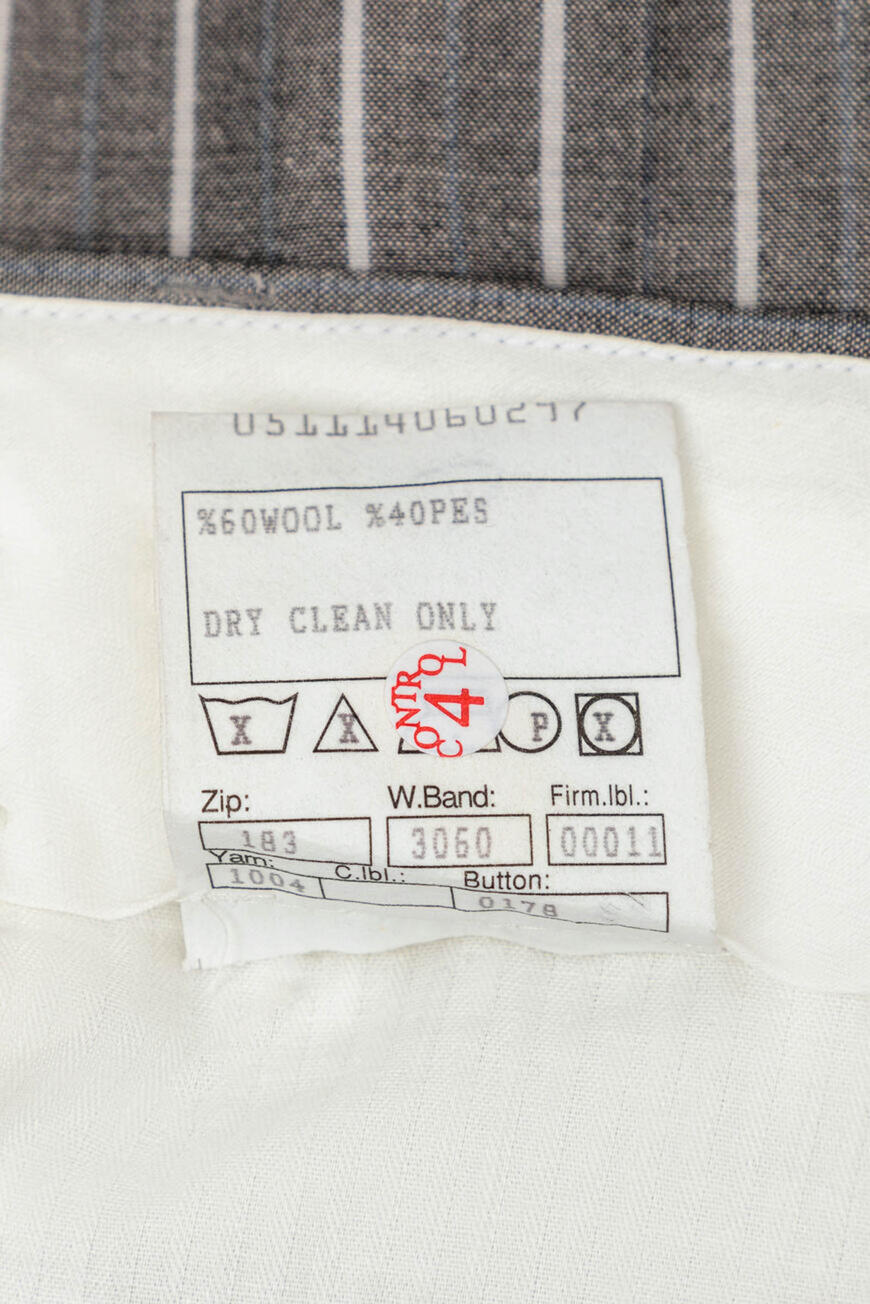 051114060247
%60WOOL %40PES
DRY CLEAN ONLY
CONTROL
4
X X P X
Zip: W.Band: Firm.lbl.:
183 3060 00011
Yarn: C.lbl.: Button:
1004 0178